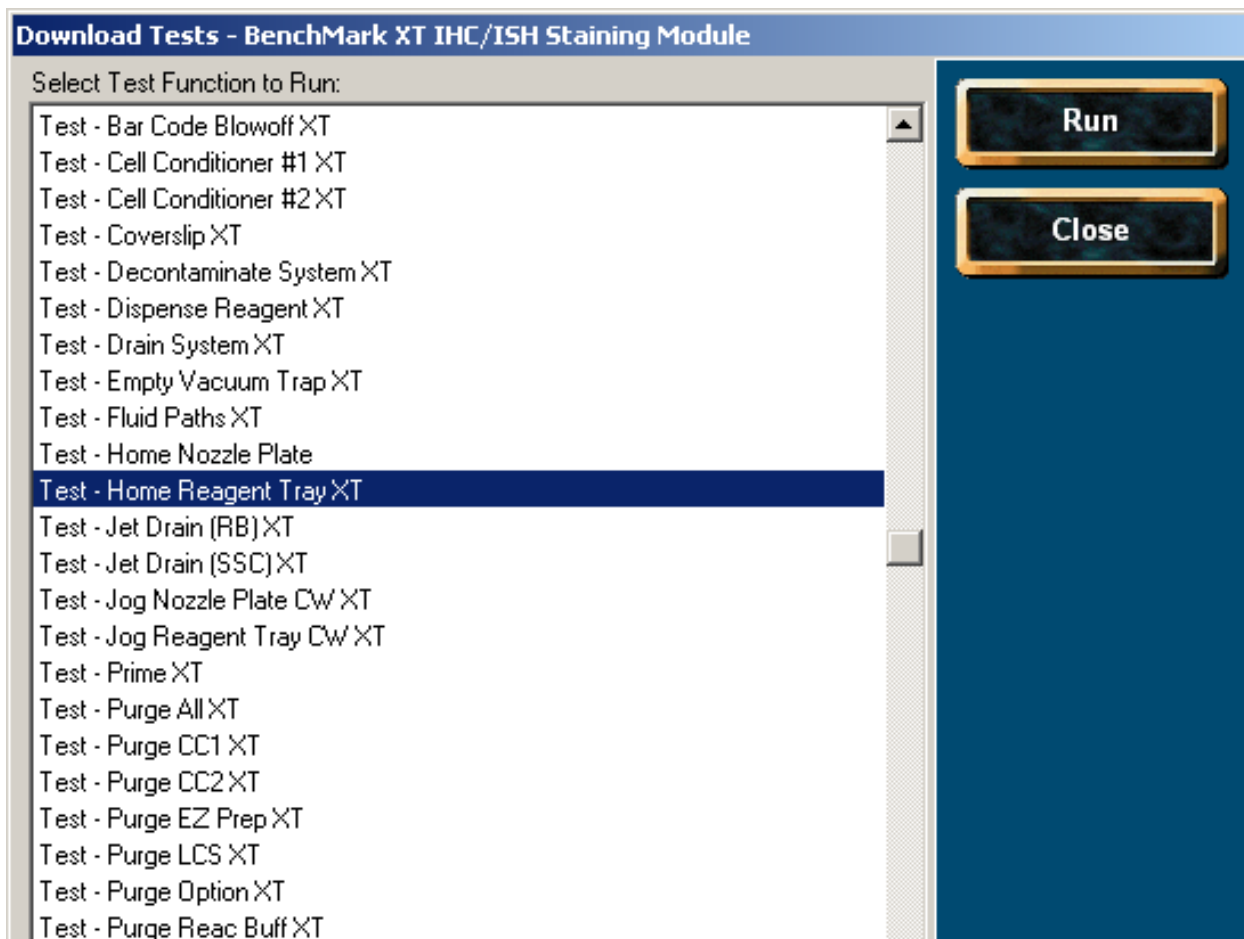 Download Tests - BenchMark XT IHC/ISH Staining Module
Select Test Function to Run:
Test - Bar Code Blowoff XT
Test - Cell Conditioner #1 XT
Test - Cell Conditioner #2 XT
Test - Coverslip XT
Test - Decontaminate System XT
Test - Dispense Reagent XT
Test - Drain System XT
Test - Empty Vacuum Trap XT
Test - Fluid Paths XT
Test - Home Nozzle Plate
Test - Home Reagent Tray XT
Test - Jet Drain (RB) XT
Test - Jet Drain (SSC) XT
Test - Jog Nozzle Plate CW XT
Test - Jog Reagent Tray CW XT
Test - Prime XT
Test - Purge All XT
Test - Purge CC1 XT
Test - Purge CC2 XT
Test - Purge EZ Prep XT
Test - Purge LCS XT
Test - Purge Option XT
Test - Purge Reac Buff XT
Run
Close